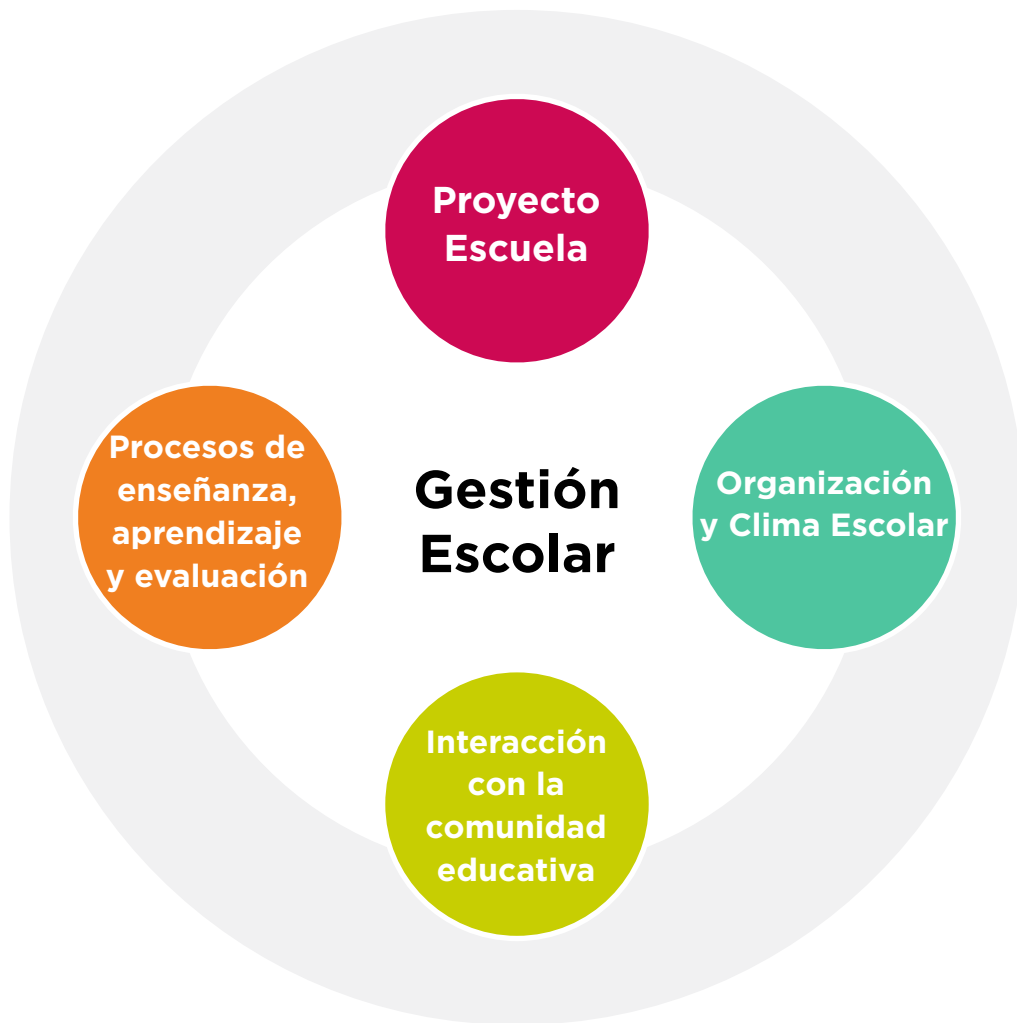 Proyecto
Escuela
Procesos de
enseñanza,
aprendizaje
y evaluación
Gestión
Escolar
Organización
y Clima Escolar
Interacción
con la
comunidad
educativa